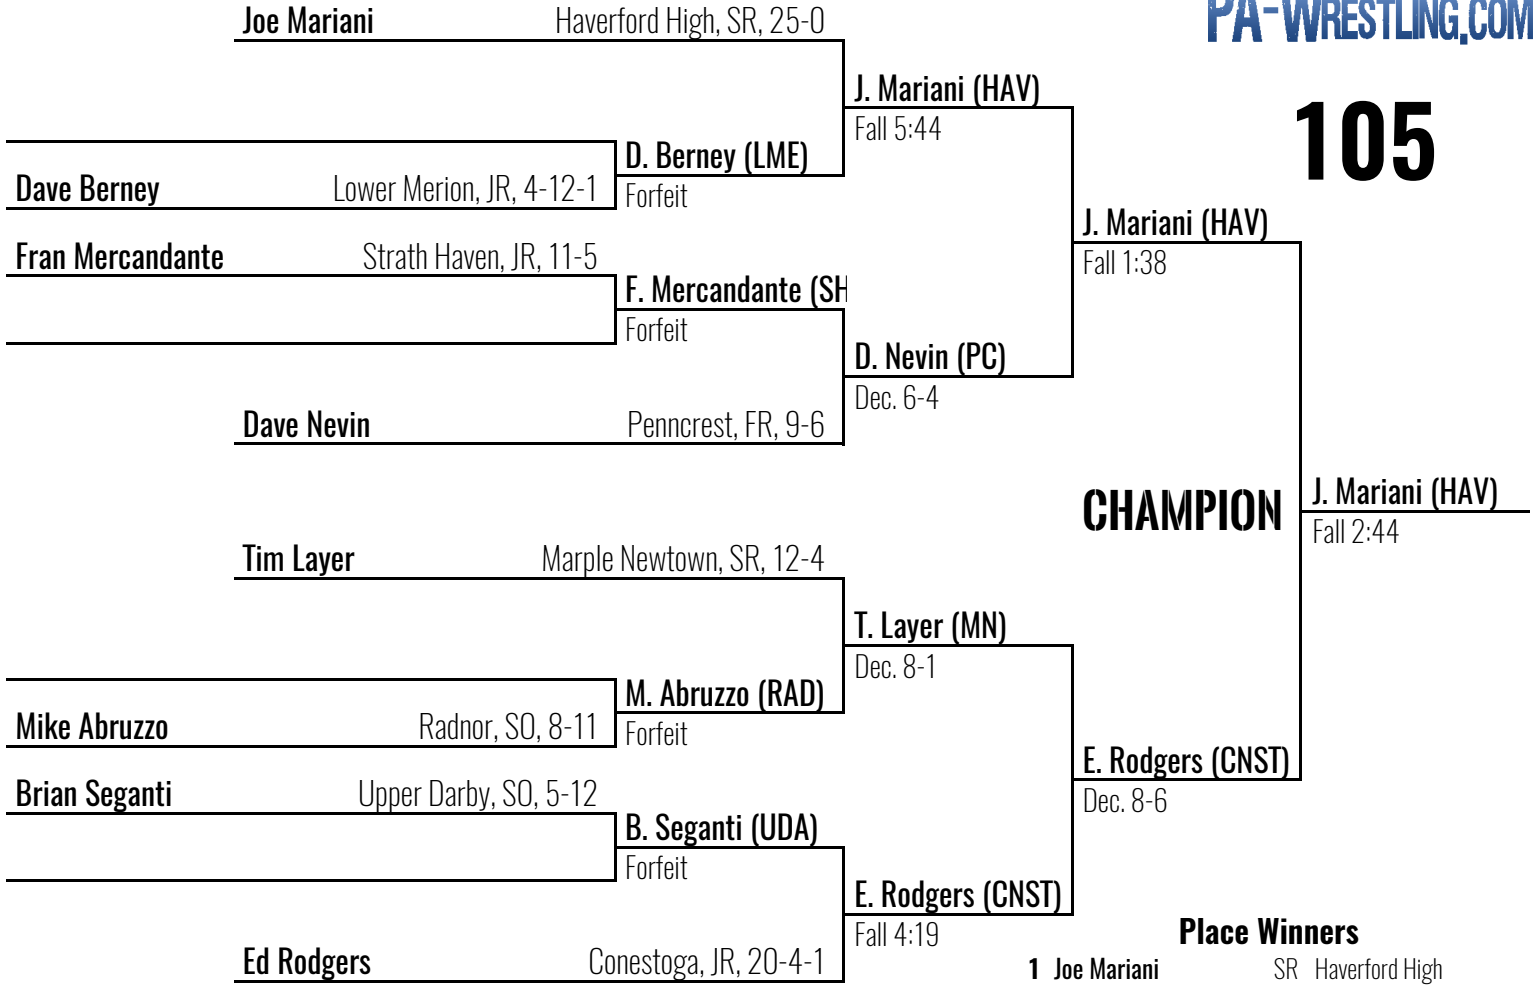 PA-WRESTLING.COM
Joe Mariani Haverford High, SR, 25-0
J. Mariani (HAV)
Fall 5:44
105
D. Berney (LME)
Forfeit
Dave Berney Lower Merion, JR, 4-12-1
J. Mariani (HAV)
Fall 1:38
Fran Mercandante Strath Haven, JR, 11-5
F. Mercandante (SH
Forfeit
D. Nevin (PC)
Dec. 6-4
Dave Nevin Penncrest, FR, 9-6
CHAMPION
J. Mariani (HAV)
Fall 2:44
Tim Layer Marple Newtown, SR, 12-4
T. Layer (MN)
Dec. 8-1
M. Abruzzo (RAD)
Forfeit
Mike Abruzzo Radnor, SO, 8-11
E. Rodgers (CNST)
Dec. 8-6
Brian Seganti Upper Darby, SO, 5-12
B. Seganti (UDA)
Forfeit
E. Rodgers (CNST)
Fall 4:19
Ed Rodgers Conestoga, JR, 20-4-1
Place Winners
1 Joe Mariani SR Haverford High